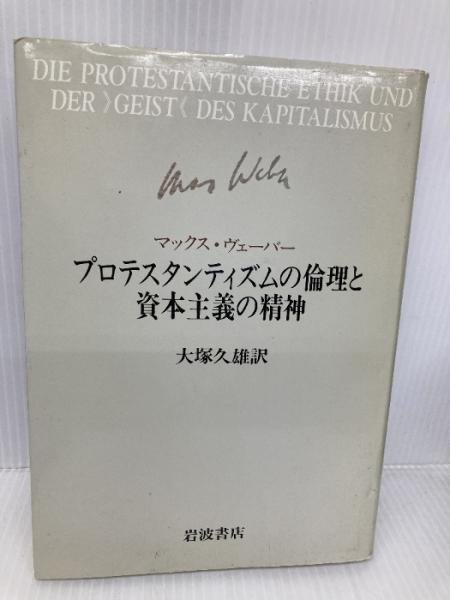 DIE PROTESTANTISCHE ETHIK UND
DER 》GEIST《 DES KAPITALISMUS
Max Weber
マックス・ヴェーバー
プロテスタンティズムの倫理と
資本主義の精神
大塚久雄訳
岩波書店